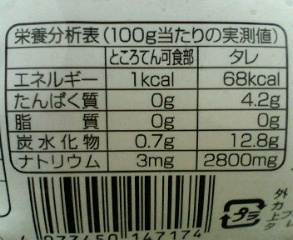 栄養分析表(100g当たりの実測値)
ところてん可食部 タレ
エネルギー 1kcal 68kcal
たんぱく質 0g 4.2g
脂質 0g 0g
炭水化物 0.7g 12.8g
ナトリウム 3mg 2800mg
タラ
147174